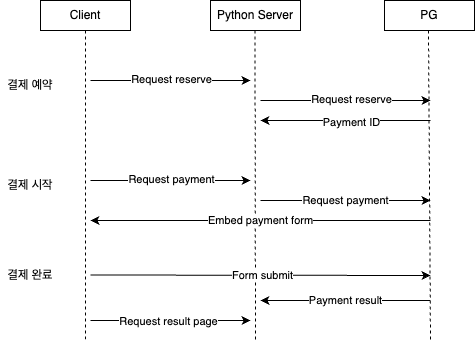 Client
Python Server
PG
결제 예약
Request reserve
Request reserve
Payment ID
결제 시작
Request payment
Request payment
Embed payment form
결제 완료
Form submit
Payment result
Request result page